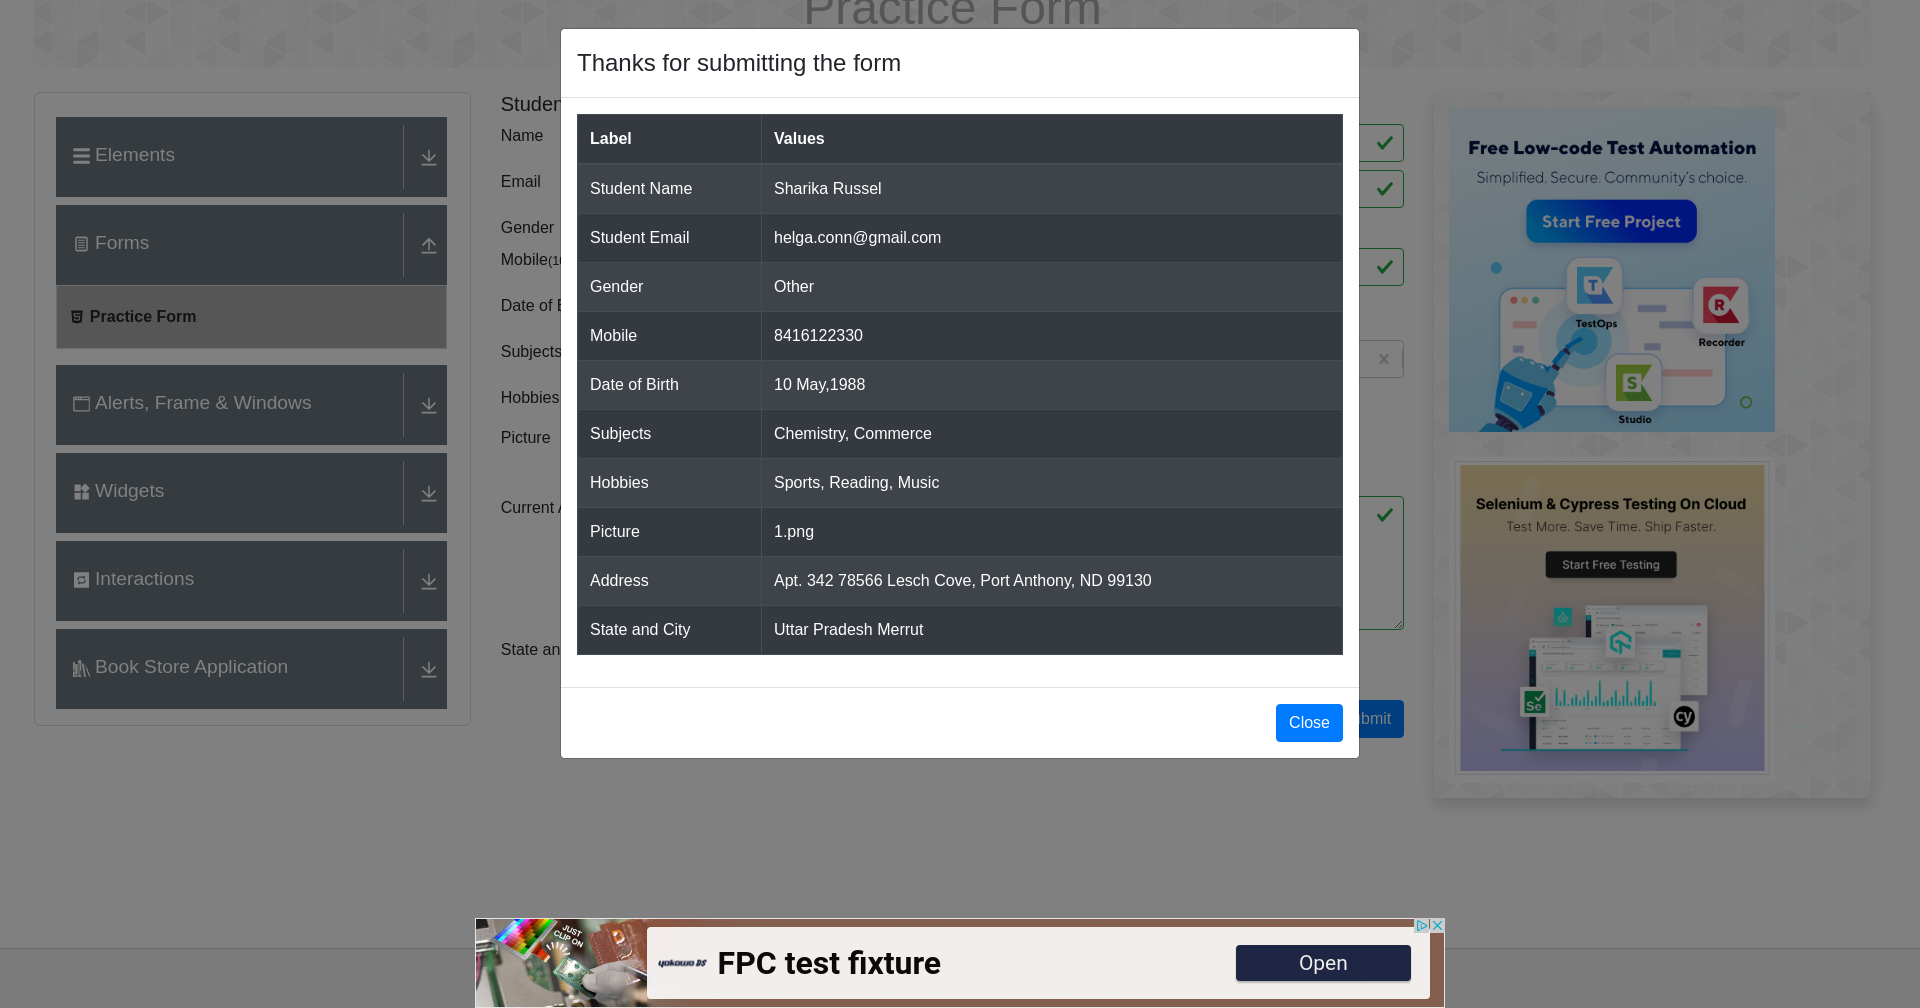 Practice Form
Thanks for submitting the form
Label Values
Student Name Sharika Russel
Student Email helga.conn@gmail.com
Gender Other
Mobile 8416122330
Date of Birth 10 May,1988
Subjects Chemistry, Commerce
Hobbies Sports, Reading, Music
Picture 1.png
Address Apt. 342 78566 Lesch Cove, Port Anthony, ND 99130
State and City Uttar Pradesh Merrut
Close
Elements
Forms
Practice Form
Alerts, Frame & Windows
Widgets
Interactions
Book Store Application
Studen
Name
Email
Gender
Mobile(10
Date of B
Subjects
Hobbies
Picture
Current A
State an
bmit
Free Low-code Test Automation
Simplified. Secure. Community's choice.
Start Free Project
TestOps
Recorder
Studio
Selenium & Cypress Testing On Cloud
Test More. Save Time. Ship Faster.
Start Free Testing
Se
cy
JUST
CLIP ON
yokowo DS
FPC test fixture
Open